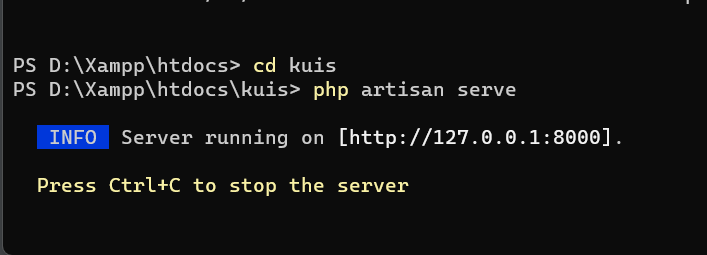 PS D:\Xampp\htdocs> cd kuis
PS D:\Xampp\htdocs\kuis> php artisan serve
INFO Server running on [http://127.0.0.1:8000].
Press Ctrl+C to stop the server